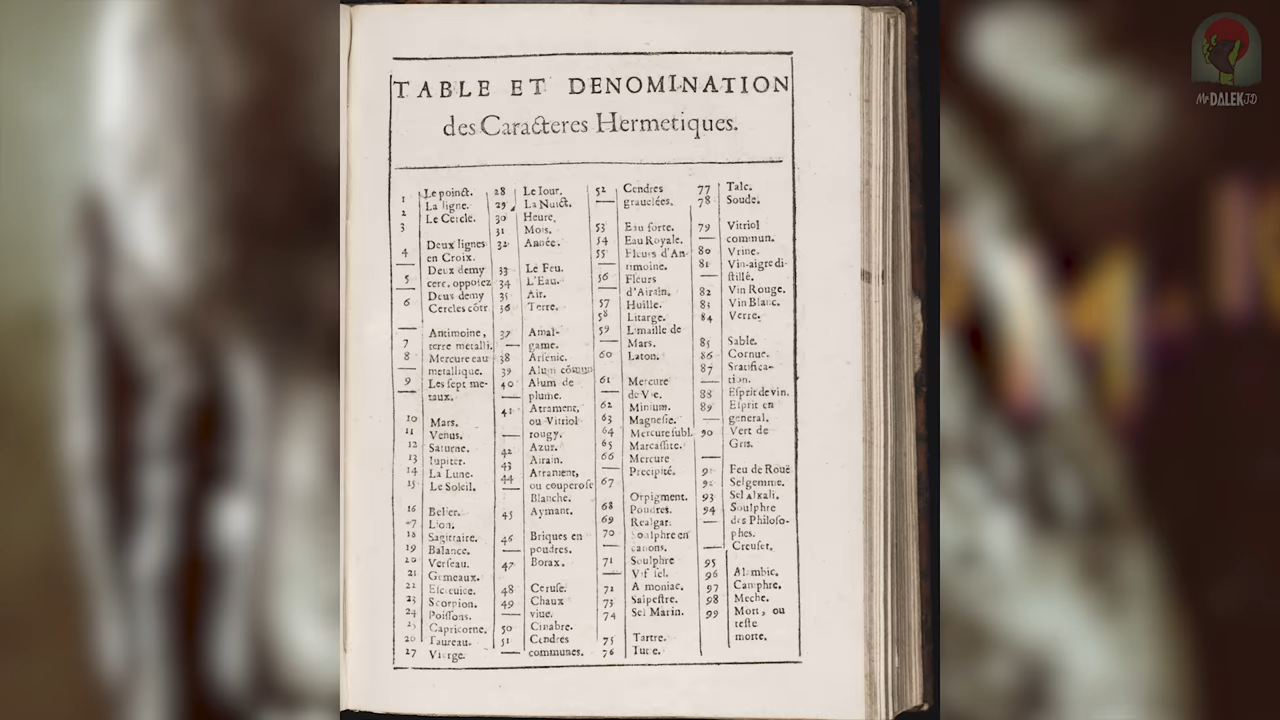 TABLE ET DENOMINATION
des Caracteres Hermetiques.
1 Le poinct.
2 La ligne.
3 Le Cercle.
4 Deux lignes
en Croix.
5 Deux demy
cerc. oppoſez
6 Deux demy
Cercles côtr.
7 Antimoine,
terre metalli.
8 Mercure eau
metallique.
9 Les ſept me-
taux.
10 Mars.
11 Venus.
12 Saturne.
13 Iupiter.
14 La Lune.
15 Le Soleil.
16 Belier.
17 Lion.
18 Sagittaire.
19 Balance.
20 Verſeau.
21 Gemeaux.
22 Eſcreuice.
23 Scorpion.
24 Poiſſons.
25 Capricorne.
26 Taureau.
27 Vierge.
28 Le Iour.
29 La Nuict.
30 Heure.
31 Mois.
32 Année.
33 Le Feu.
34 L'Eau.
35 Air.
36 Terre.
37 Amal-
game.
38 Arſenic.
39 Alum cómun
40 Alum de
plume.
41 Atrament,
ou Vitriol
rougy.
42 Azur.
43 Airain.
44 Atrament,
ou couperoſe
Blanche.
45 Aymant.
46 Briques en
poudres.
47 Borax.
48 Ceruſe.
49 Chaux
viue.
50 Cinabre.
51 Cendres
communes.
52 Cendres
grauelées.
53 Eau forte.
54 Eau Royale.
55 Fleurs d'An-
timoine.
56 Fleurs
d'Airain.
57 Huille.
58 Litarge.
59 Limaille de
Mars.
60 Laton.
61 Mercure
de Vie.
62 Minium.
63 Magneſie.
64 Mercure ſubl.
65 Marcaſſite.
66 Mercure
Precipité.
67 Orpigment.
68 Poudres.
69 Realgar.
70 Soulphre en
canons.
71 Soulphre
Vif ſel.
72 Amoniac.
73 Salpeſtre.
74 Sel Marin.
75 Tartre.
76 Tutie.
77 Talc.
78 Soude.
79 Vitriol
commun.
80 Vrine.
81 Vin-aigre di-
ſtillé.
82 Vin Rouge.
83 Vin Blanc.
84 Verre.
85 Sable.
86 Cornue.
87 Sratifica-
tion.
88 Eſprit de vin.
89 Eſprit en
general.
90 Vert de
Gris.
91 Feu de Rouë
92 Sel gemme.
93 Sel Alkali.
94 Soulphre
des Philoſo-
phes.
95 Creuſet.
96 Alambic.
97 Camphre.
98 Meche.
99 Mort, ou
teſte
morte.
MrDALEKJD